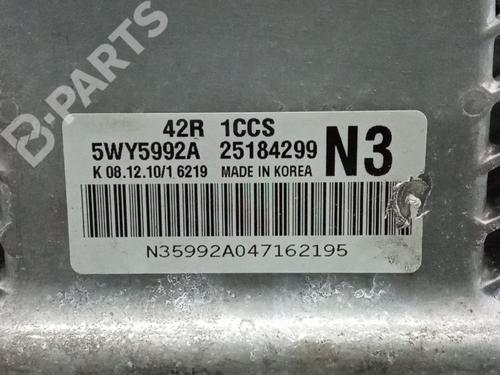 B-PARTS
42R 1CCS
5WY5992A 25184299 N3
K 08.12.10/1 6219 MADE IN KOREA
N35992A047162195